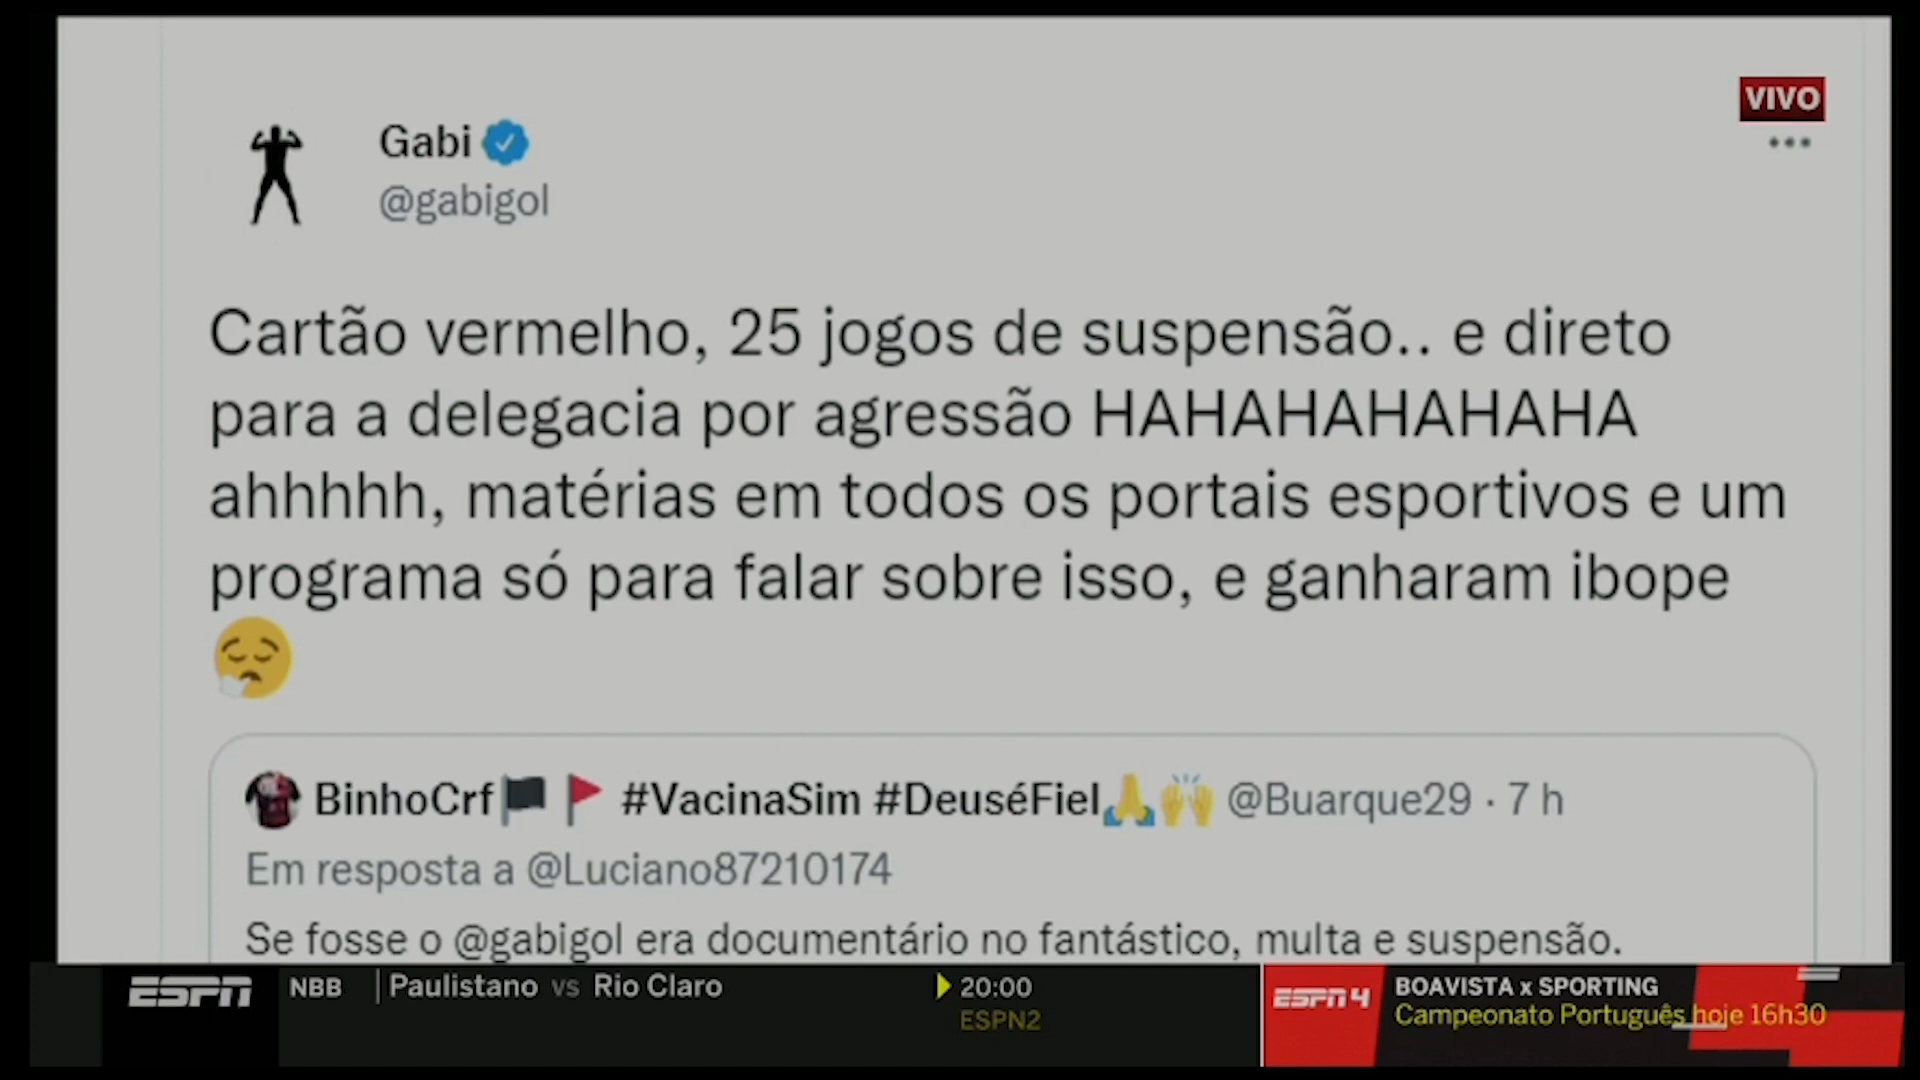 VIVO
Gabi
@gabigol
Cartão vermelho, 25 jogos de suspensão.. e direto
para a delegacia por agressão HAHAHAHAHAHA
ahhhhh, matérias em todos os portais esportivos e um
programa só para falar sobre isso, e ganharam ibope
😮‍💨
BinhoCrf🏴🚩 #VacinaSim #DeuséFiel🙏🙌 @Buarque29 · 7 h
Em resposta a @Luciano87210174
Se fosse o @gabigol era documentário no fantástico, multa e suspensão.
ESPN NBB | Paulistano vs Rio Claro 20:00
ESPN2
ESPN 4 BOAVISTA x SPORTING
Campeonato Português hoje 16h30